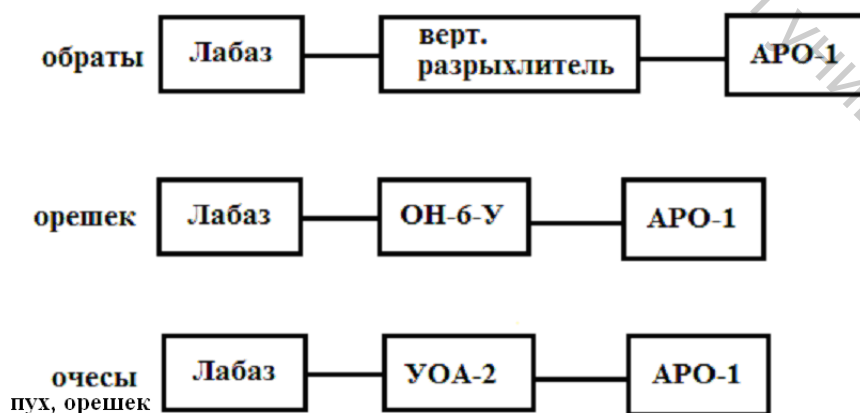 обраты Лабаз верт. разрыхлитель АРО-1
орешек Лабаз ОН-6-У АРО-1
очесы Лабаз УОА-2 АРО-1
пух, орешек